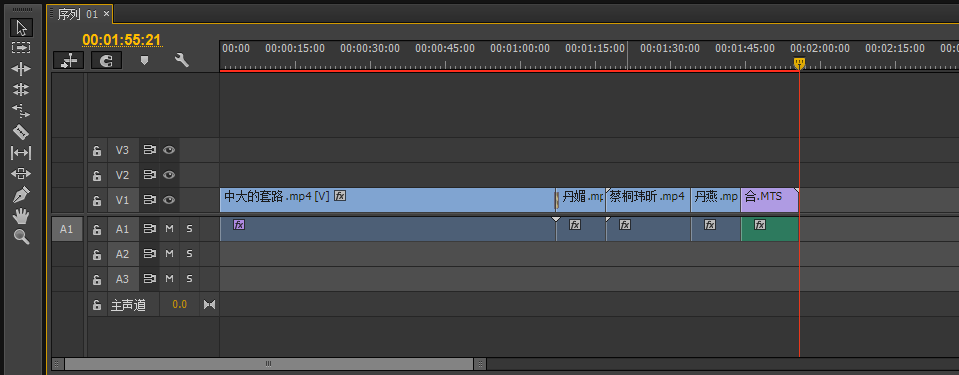 序列 01 ×
00:01:55:21
00:00 00:00:15:00 00:00:30:00 00:00:45:00 00:01:00:00 00:01:15:00 00:01:30:00 00:01:45:00 00:02:00:00 00:02:15:00 00:0
V3
V2
V1 中大的套路 .mp4 [V] fx 丹媚 .mp 蔡桐玮昕 .mp4 丹燕 .mp 合.MTS
A1 A1 M S fx fx fx fx fx
A2 M S
A3 M S
主声道 0.0